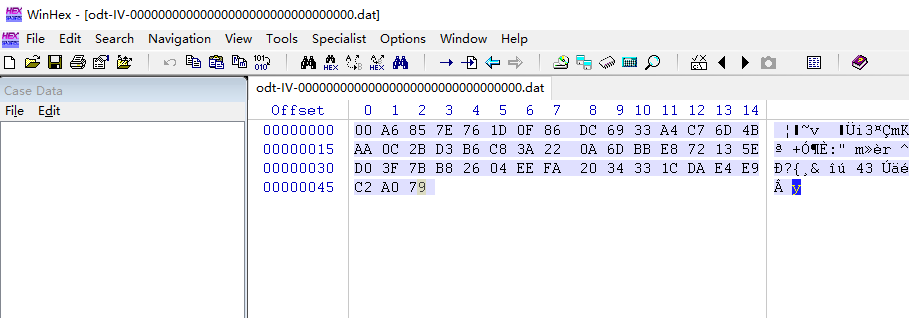 WinHex - [odt-IV-00000000000000000000000000000000.dat]
File Edit Search Navigation View Tools Specialist Options Window Help
Case Data
File Edit
odt-IV-00000000000000000000000000000000.dat
Offset 0 1 2 3 4 5 6 7 8 9 10 11 12 13 14
00000000 00 A6 85 7E 76 1D 0F 86 DC 69 33 A4 C7 6D 4B ¦ ~v Üi3¤ÇmK
00000015 AA 0C 2B D3 B6 C8 3A 22 0A 6D BB E8 72 13 5E ª +Ó¶È:" m»èr ^
00000030 D0 3F 7B B8 26 04 EE FA 20 34 33 1C DA E4 E9 Ð?{¸& îú 43 Úäé
00000045 C2 A0 79 Â y